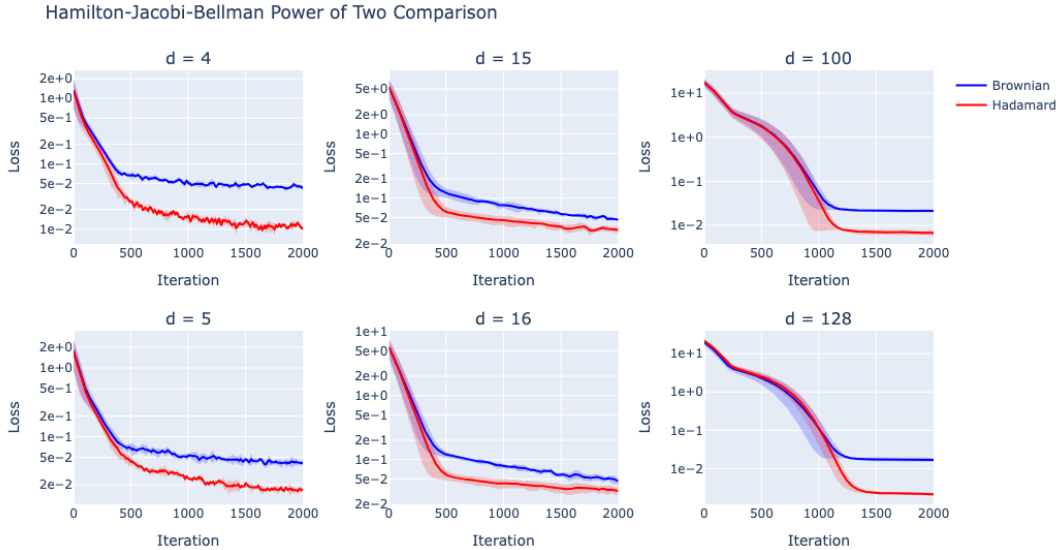 Hamilton-Jacobi-Bellman Power of Two Comparison
d = 4
d = 15
d = 100
Brownian
Hadamard
2e+0
1e+0
5e−1
2e−1
1e−1
5e−2
2e−2
1e−2
Loss
0
500
1000
1500
2000
Iteration
5e+0
2e+0
1e+0
5e−1
2e−1
1e−1
5e−2
2e−2
Loss
0
500
1000
1500
2000
Iteration
1e+1
1e+0
1e−1
1e−2
Loss
0
500
1000
1500
2000
Iteration
d = 5
d = 16
d = 128
2e+0
1e+0
5e−1
2e−1
1e−1
5e−2
2e−2
Loss
0
500
1000
1500
2000
Iteration
1e+1
5e+0
2e+0
1e+0
5e−1
2e−1
1e−1
5e−2
2e−2
Loss
0
500
1000
1500
2000
Iteration
1e+1
1e+0
1e−1
1e−2
Loss
0
500
1000
1500
2000
Iteration